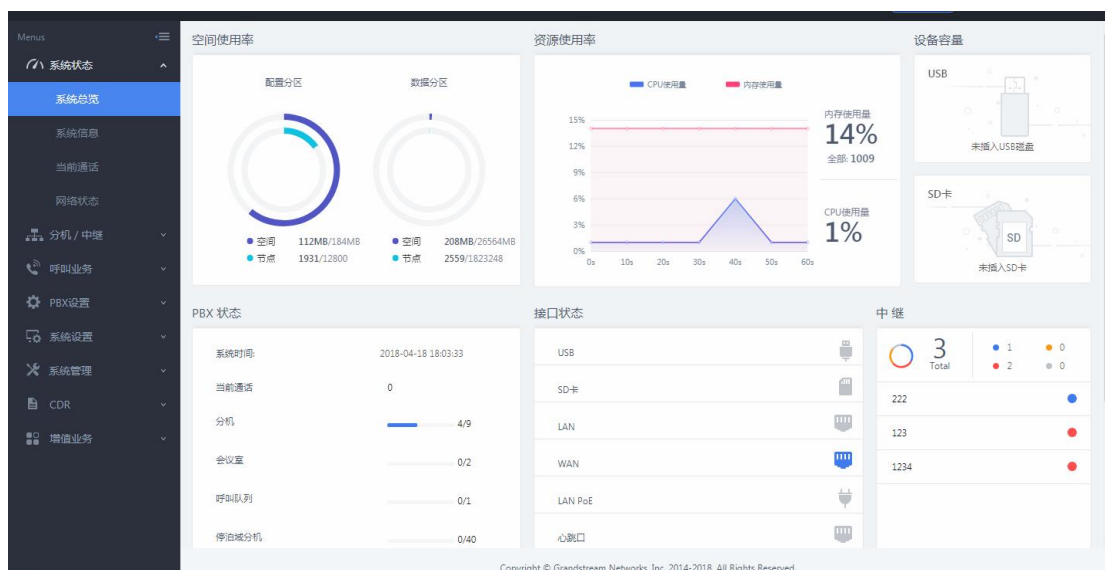 Menus
系统状态
系统总览
系统信息
当前通话
网络状态
分机 / 中继
呼叫业务
PBX设置
系统设置
系统管理
CDR
增值业务
空间使用率
配置分区
数据分区
空间 112MB/184MB
节点 1931/12800
空间 208MB/26564MB
节点 2559/1823248
资源使用率
CPU使用量 内存使用量
15%
12%
9%
6%
3%
0%
0s 10s 20s 30s 40s 50s 60s
内存使用量
14%
全部: 1009
CPU使用量
1%
设备容量
USB
未插入USB磁盘
SD卡
SD
未插入SD卡
PBX 状态
系统时间: 2018-04-18 18:03:33
当前通话 0
分机 4/9
会议室 0/2
呼叫队列 0/1
停泊域分机 0/40
接口状态
USB
SD卡
LAN
WAN
LAN PoE
心跳口
中继
3
Total
1 0
2 0
222
123
1234
Copyright © Grandstream Networks, Inc. 2014-2018. All Rights Reserved.